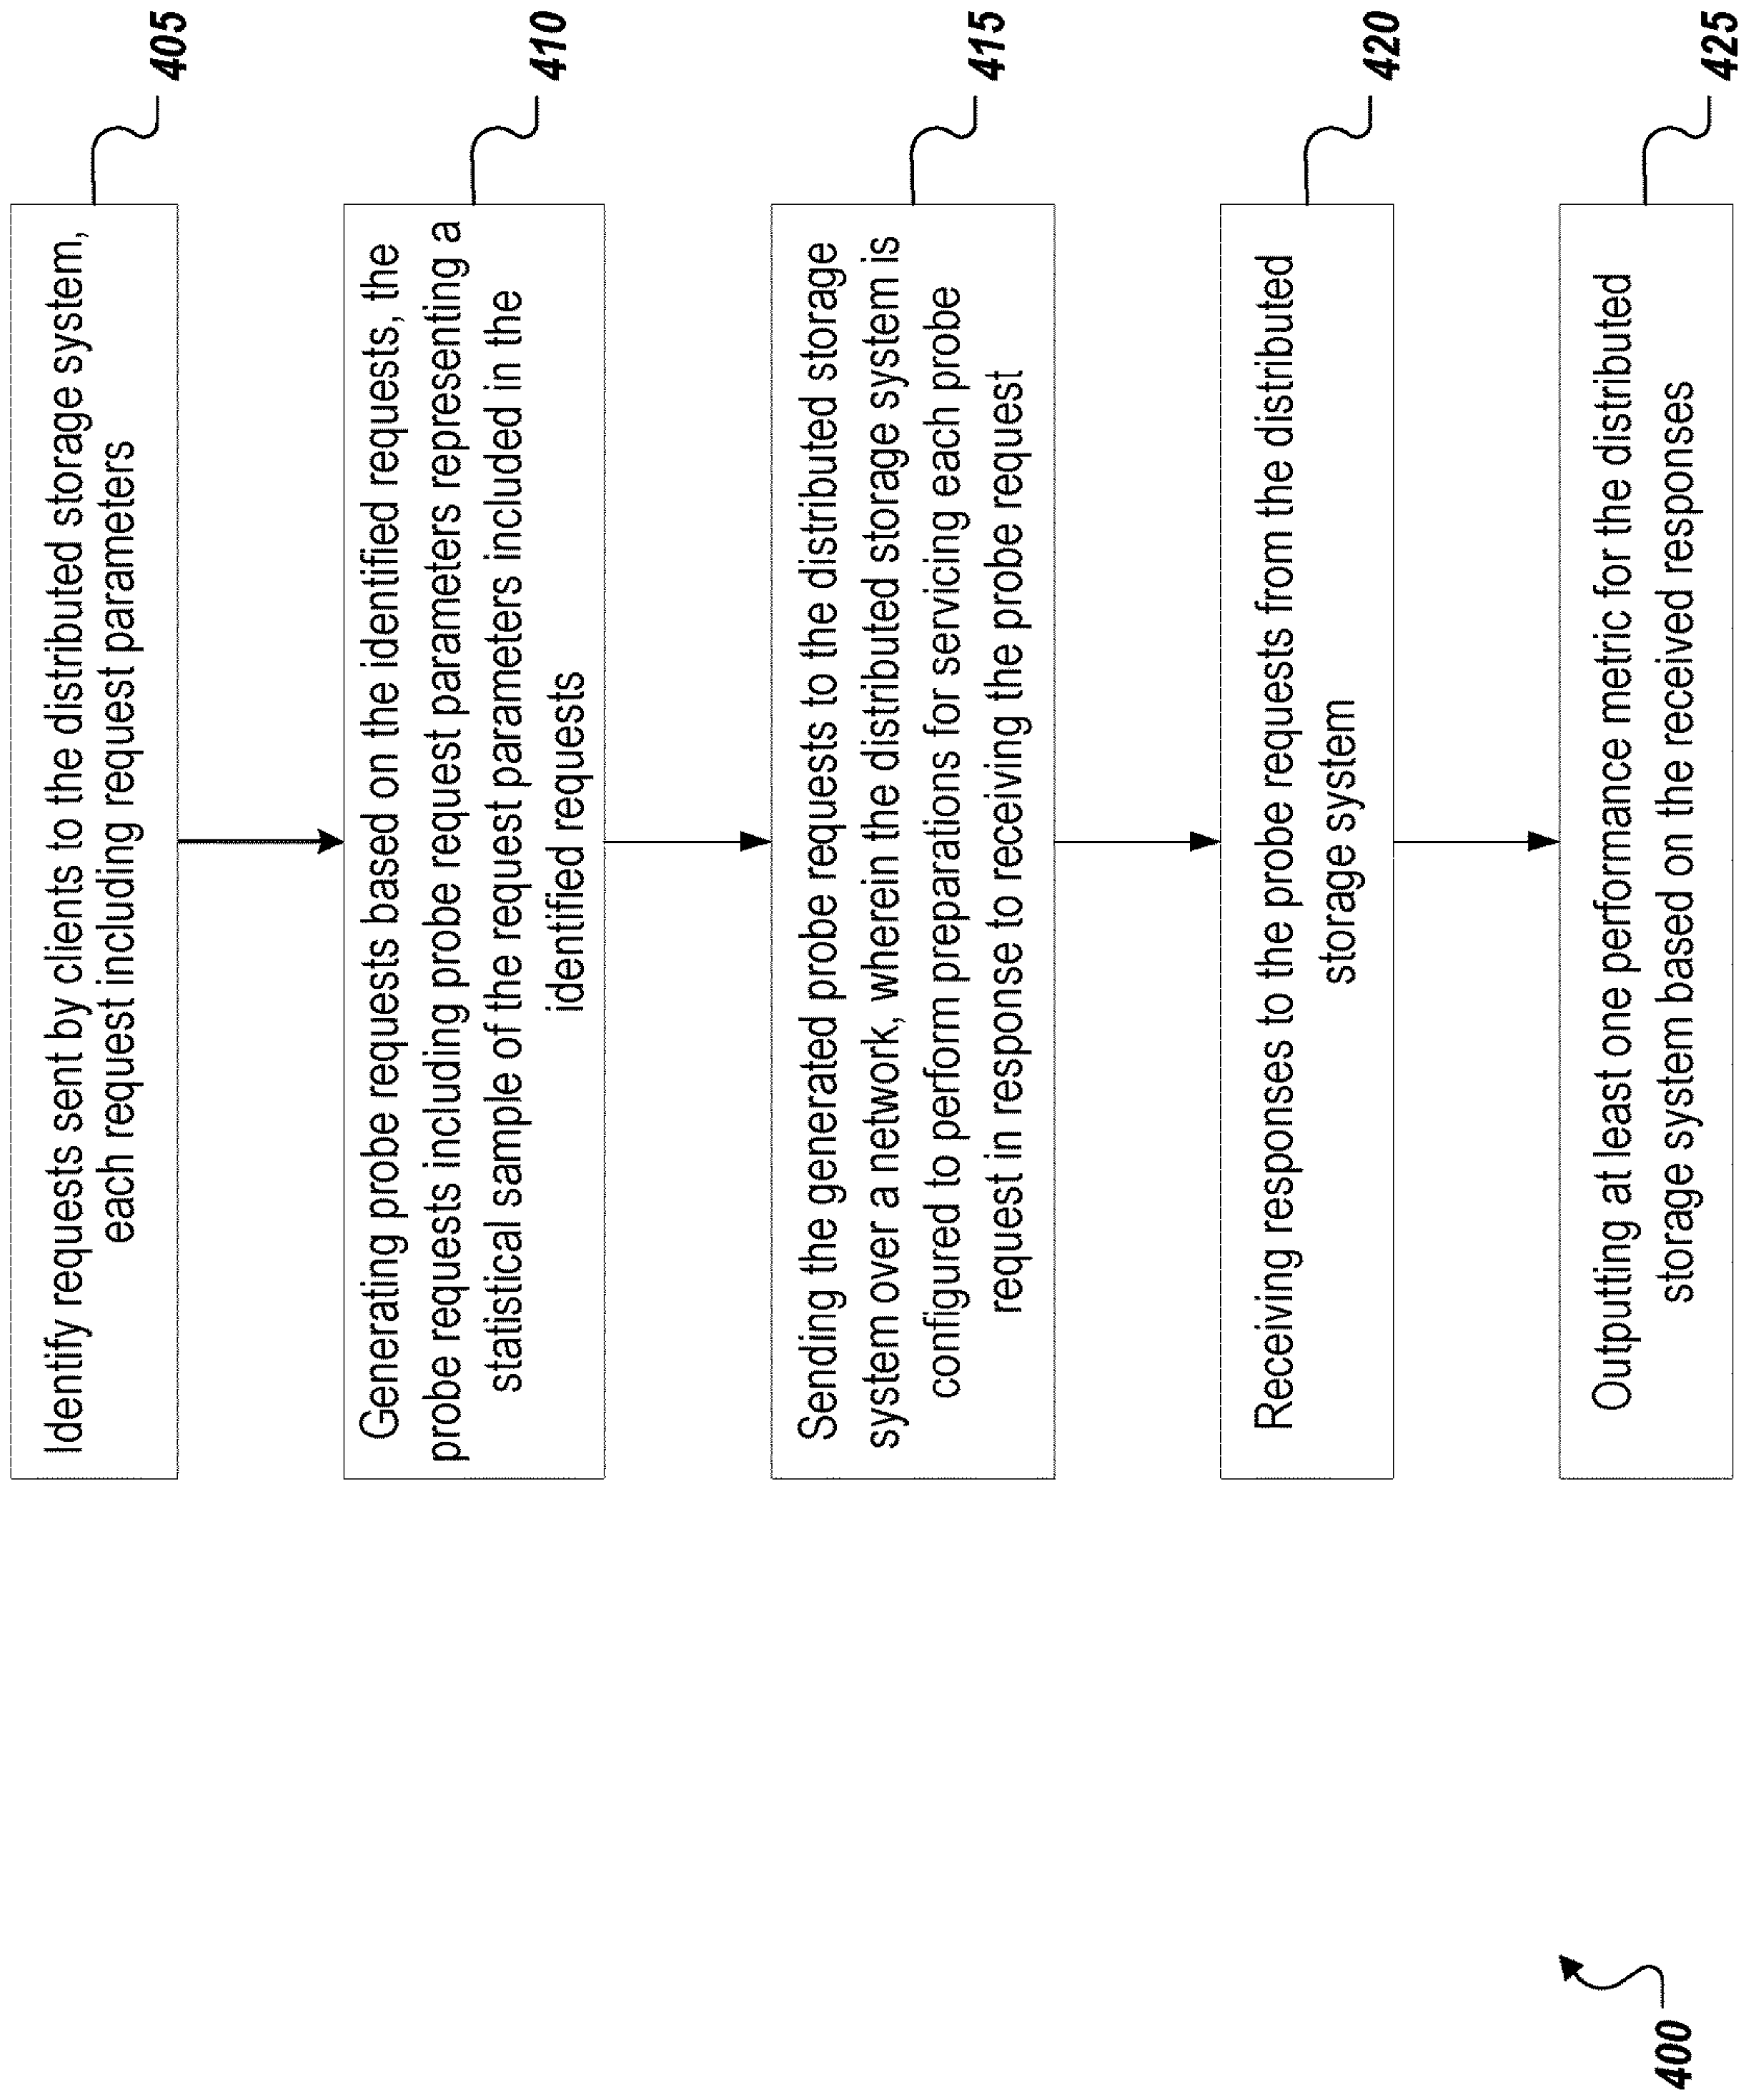 Identify requests sent by clients to the distributed storage system,
each request including request parameters
405
Generating probe requests based on the identified requests, the
probe requests including probe request parameters representing a
statistical sample of the request parameters included in the
identified requests
410
Sending the generated probe requests to the distributed storage
system over a network, wherein the distributed storage system is
configured to perform preparations for servicing each probe
request in response to receiving the probe request
415
Receiving responses to the probe requests from the distributed
storage system
420
Outputing at least one performance metric for the distributed
storage system based on the received responses
425
400